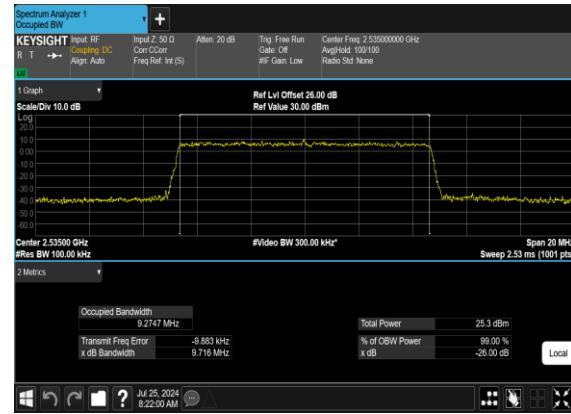 Spectrum Analyzer 1
Occupied BW
+
KEYSIGHT Input: RF Input Z: 50 Ω Atten: 20 dB Trig: Free Run Center Freq: 2.535000000 GHz
R T Coupling: DC Corr CCorr Gate: Off Avg|Hold: 100/100
Align: Auto Freq Ref: Int (S) #IF Gain: Low Radio Std: None
1 Graph
Scale/Div 10.0 dB Ref Lvl Offset 26.00 dB
Ref Value 30.00 dBm
Log
20.0
10.0
0.00
-10.0
-20.0
-30.0
-40.0
-50.0
-60.0
Center 2.53500 GHz #Video BW 300.00 kHz* Span 20 MHz
#Res BW 100.00 kHz Sweep 2.53 ms (1001 pts
2 Metrics
Occupied Bandwidth
9.2747 MHz Total Power 25.3 dBm
Transmit Freq Error -9.883 kHz % of OBW Power 99.00 %
x dB Bandwidth 9.716 MHz x dB -26.00 dB
Local
? Jul 25, 2024
8:22:00 AM